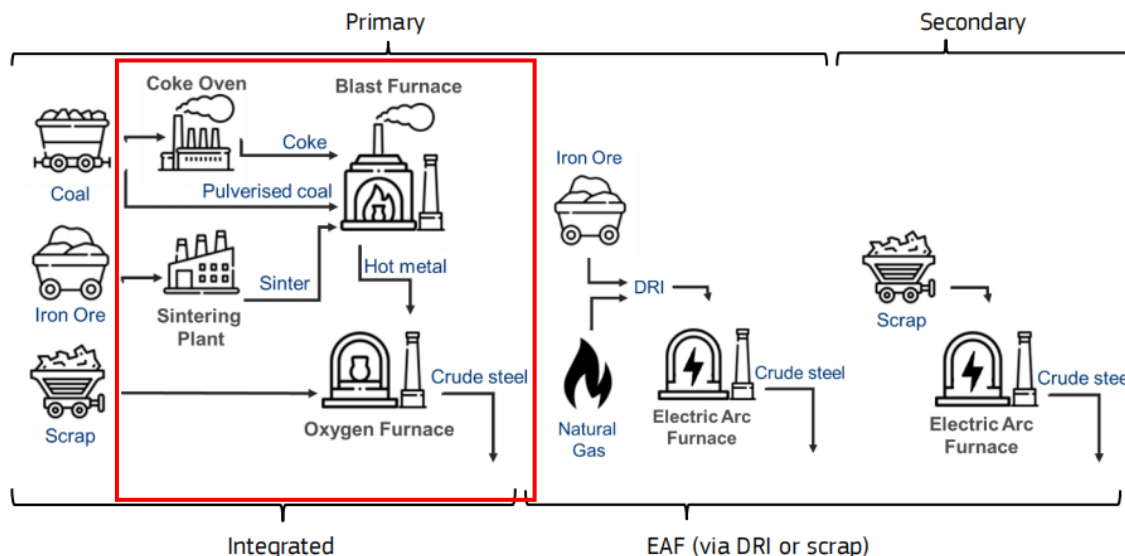 Primary
Secondary
Coke Oven
Blast Furnace
Coke
Coal
Pulverised coal
Iron Ore
Sintering
Plant
Sinter
Hot metal
Scrap
Oxygen Furnace
Crude steel
Iron Ore
DRI
Natural
Gas
Electric Arc
Furnace
Crude steel
Scrap
Electric Arc
Furnace
Crude steel
Integrated
EAF (via DRI or scrap)